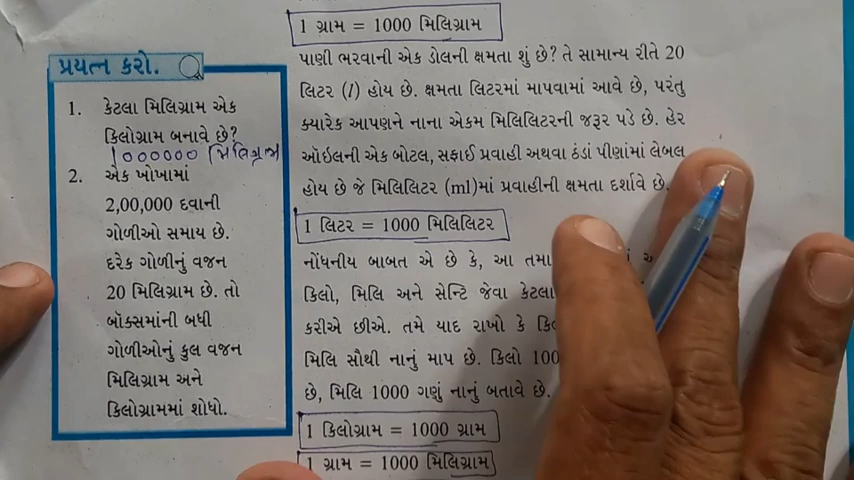 1 ગ્રામ = 1000 મિલિગ્રામ
પ્રયત્ન કરો.
1. કેટલા મિલિગ્રામ એક
કિલોગ્રામ બનાવે છે?
1000000 મિલિગ્રામ
2. એક ખોખામાં
2,00,000 દવાની
ગોળીઓ સમાય છે.
દરેક ગોળીનું વજન
20 મિલિગ્રામ છે. તો
બૉક્સમાંની બધી
ગોળીઓનું કુલ વજન
મિલિગ્રામ અને
કિલોગ્રામમાં શોધો.
પાણી ભરવાની એક ડોલની ક્ષમતા શું છે? તે સામાન્ય રીતે 20
લિટર (l) હોય છે. ક્ષમતા લિટરમાં માપવામાં આવે છે, પરંતુ
ક્યારેક આપણને નાના એકમ મિલિલિટરની જરૂર પડે છે. હેર
ઑઇલની એક બોટલ, સફાઈ પ્રવાહી અથવા ઠંડાં પીણાંમાં લેબલ
હોય છે જે મિલિલિટર (ml)માં પ્રવાહીની ક્ષમતા દર્શાવે છે.
1 લિટર = 1000 મિલિલિટર
નોંધનીય બાબત એ છે કે, આ તમા
કિલો, મિલિ અને સેન્ટિ જેવા કેટલા
કરીએ છીએ. તમે યાદ રાખો કે કિ
મિલિ સૌથી નાનું માપ છે. કિલો 100
છે, મિલિ 1000 ગણું નાનું બતાવે છે.
1 કિલોગ્રામ = 1000 ગ્રામ
1 ગ્રામ = 1000 મિલિગ્રામ